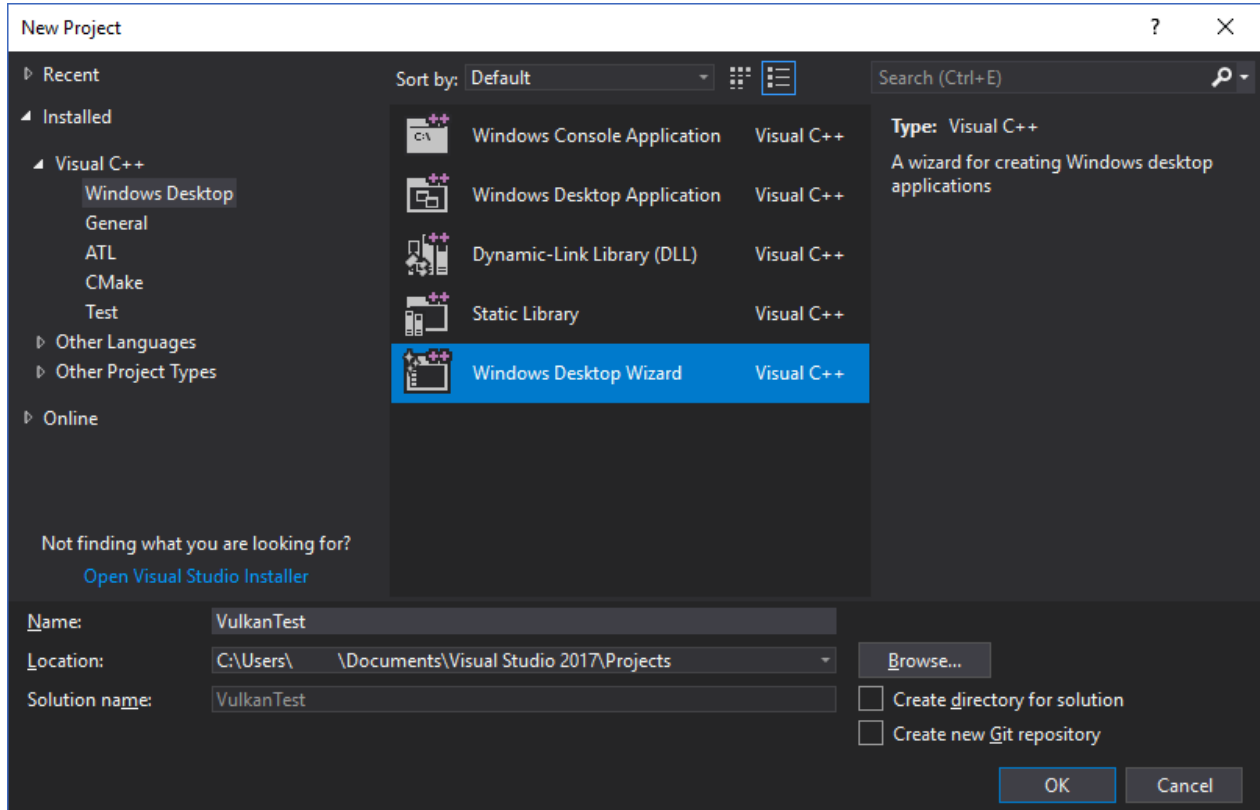 New Project
?
Recent
Installed
Visual C++
Windows Desktop
General
ATL
CMake
Test
Other Languages
Other Project Types
Online
Not finding what you are looking for?
Open Visual Studio Installer
Sort by: Default
Windows Console Application Visual C++
Windows Desktop Application Visual C++
Dynamic-Link Library (DLL) Visual C++
Static Library Visual C++
Windows Desktop Wizard Visual C++
Search (Ctrl+E)
Type: Visual C++
A wizard for creating Windows desktop
applications
Name: VulkanTest
Location: C:\Users\ \Documents\Visual Studio 2017\Projects
Browse...
Solution name: VulkanTest
Create directory for solution
Create new Git repository
OK Cancel